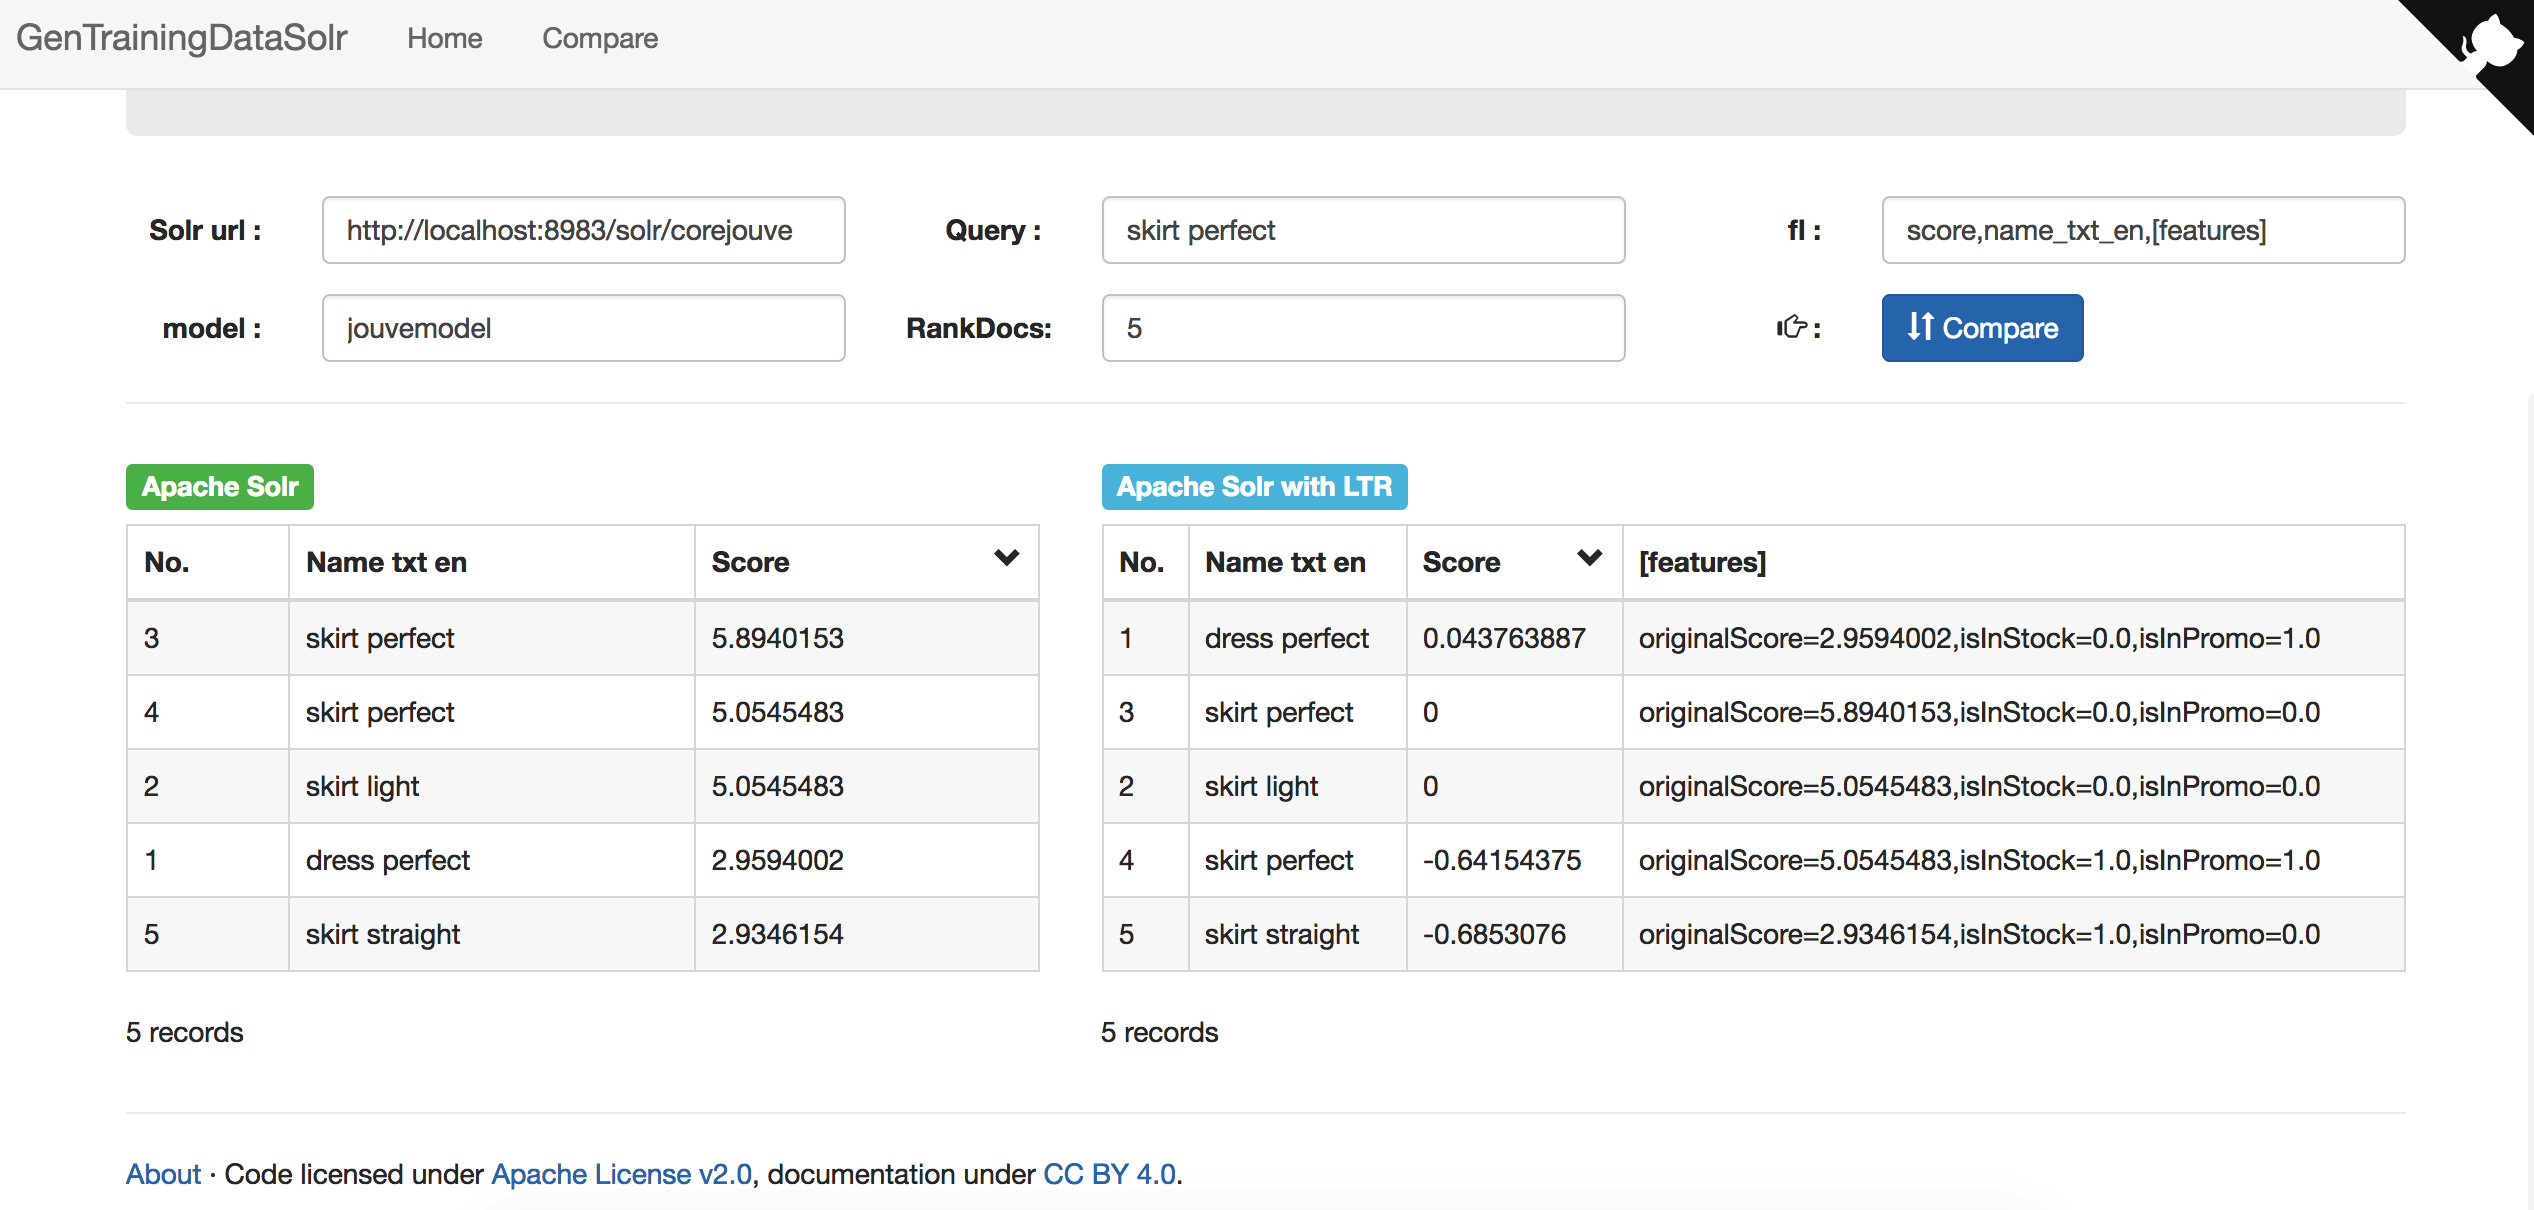 GenTrainingDataSolr Home Compare
Solr url : http://localhost:8983/solr/corejouve Query : skirt perfect fl : score,name_txt_en,[features]
model : jouvemodel RankDocs: 5 : Compare
Apache Solr
No. Name txt en Score
3 skirt perfect 5.8940153
4 skirt perfect 5.0545483
2 skirt light 5.0545483
1 dress perfect 2.9594002
5 skirt straight 2.9346154
5 records
Apache Solr with LTR
No. Name txt en Score [features]
1 dress perfect 0.043763887 originalScore=2.9594002,isInStock=0.0,isInPromo=1.0
3 skirt perfect 0 originalScore=5.8940153,isInStock=0.0,isInPromo=0.0
2 skirt light 0 originalScore=5.0545483,isInStock=0.0,isInPromo=0.0
4 skirt perfect -0.64154375 originalScore=5.0545483,isInStock=1.0,isInPromo=1.0
5 skirt straight -0.6853076 originalScore=2.9346154,isInStock=1.0,isInPromo=0.0
5 records
About · Code licensed under Apache License v2.0, documentation under CC BY 4.0.